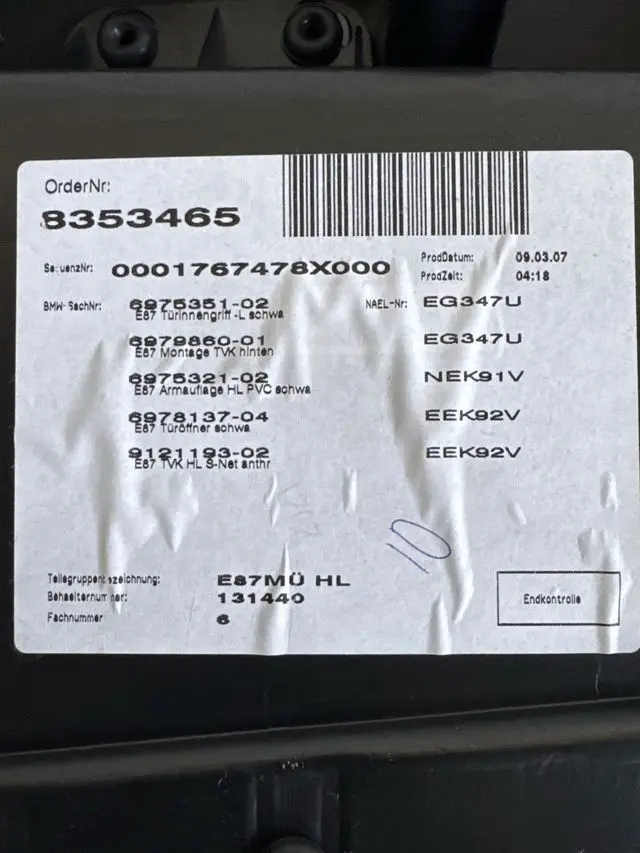 OrderNr:
8353465
SequenzNr: 0001767478X000
ProdDatum: 09.03.07
ProdZeit: 04:18
BMW-SachNr: 6975351-02 NAEL-Nr: EG347U
E87 Türinnengriff -L schwa
6979860-01 EG347U
E87 Montage TVK hinten
6975321-02 NEK91V
E87 Armauflage HL PVC schwa
6978137-04 EEK92V
E87 Türöffner schwa
9121193-02 EEK92V
E87 TVK HL S-Net anthr
10
Teilegruppenbezeichnung: E87MÜ HL
Behaelternummer: 131440
Fachnummer 6
Endkontrolle